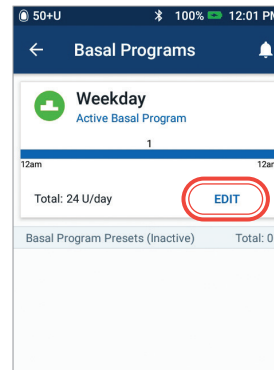 50+U 100% 12:01 PM
Basal Programs
Weekday
Active Basal Program
1
12am 12am
Total: 24 U/day EDIT
Basal Program Presets (Inactive) Total: 0